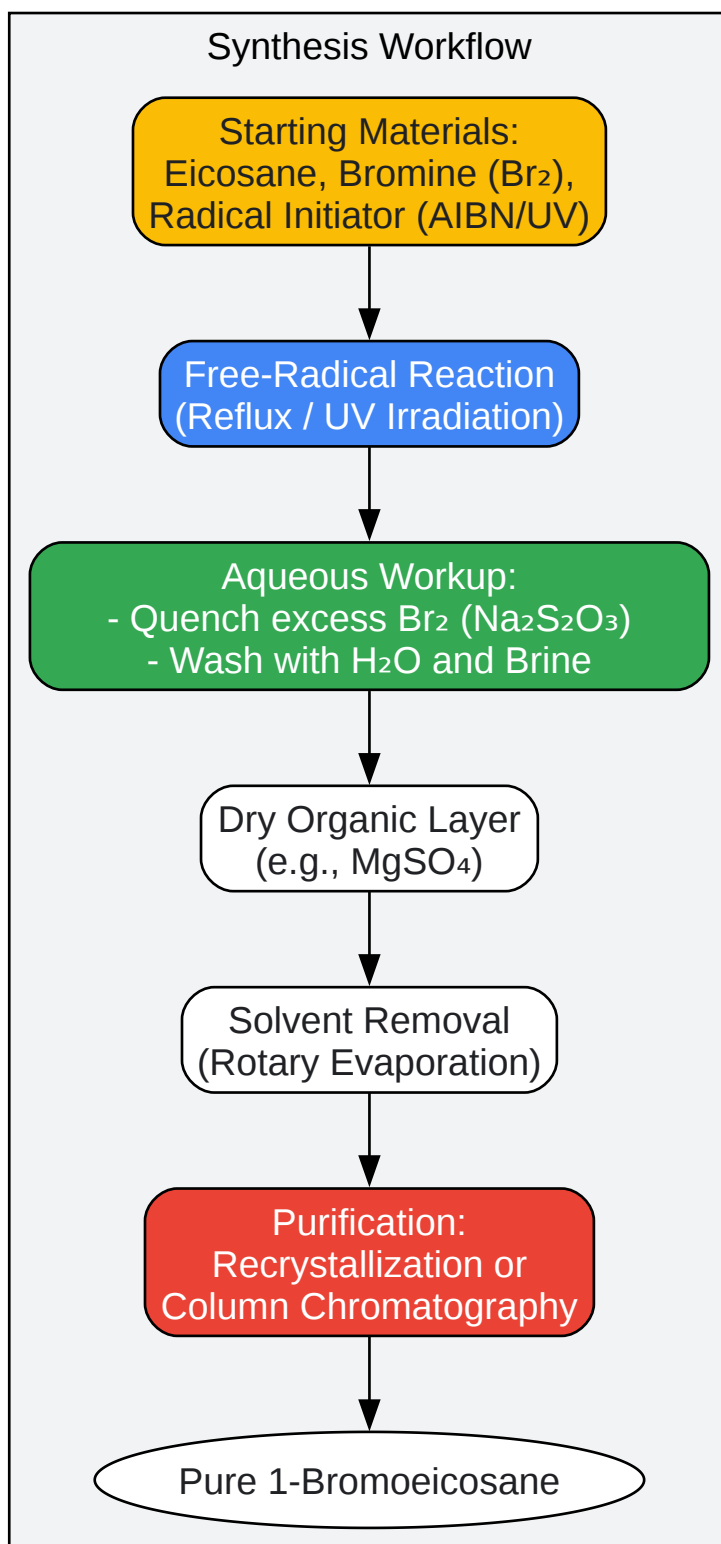 Synthesis Workflow
Starting Materials:
Eicosane, Bromine (Br₂),
Radical Initiator (AIBN/UV)
Free-Radical Reaction
(Reflux / UV Irradiation)
Aqueous Workup:
- Quench excess Br₂ (Na₂S₂O₃)
- Wash with H₂O and Brine
Dry Organic Layer
(e.g., MgSO₄)
Solvent Removal
(Rotary Evaporation)
Purification:
Recrystallization or
Column Chromatography
Pure 1-Bromoeicosane